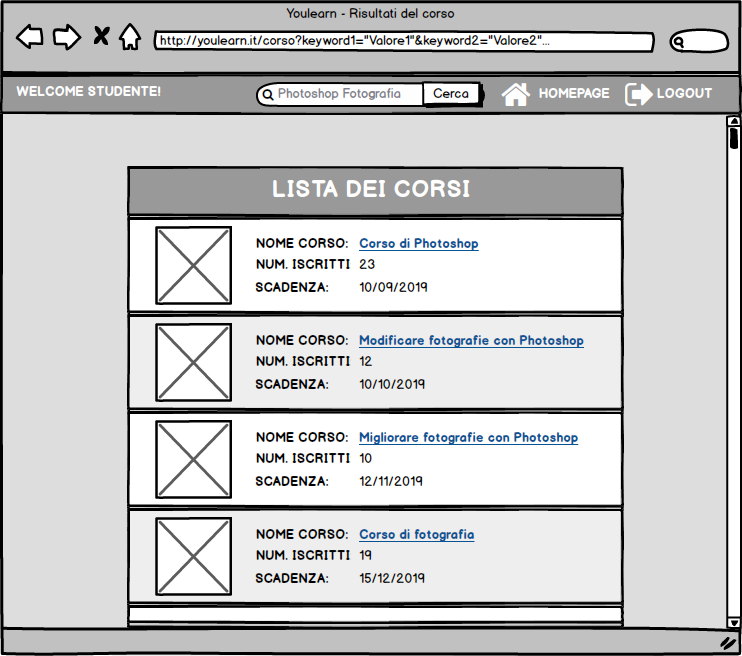 Youlearn - Risultati del corso
http://youlearn.it/corso?keyword1="Valore1"&keyword2="Valore2"...
WELCOME STUDENTE!
Photoshop Fotografia
Cerca
HOMEPAGE
LOGOUT
LISTA DEI CORSI
NOME CORSO: Corso di Photoshop
NUM. ISCRITTI 23
SCADENZA: 10/09/2019
NOME CORSO: Modificare fotografie con Photoshop
NUM. ISCRITTI 12
SCADENZA: 10/10/2019
NOME CORSO: Migliorare fotografie con Photoshop
NUM. ISCRITTI 10
SCADENZA: 12/11/2019
NOME CORSO: Corso di fotografia
NUM. ISCRITTI 19
SCADENZA: 15/12/2019